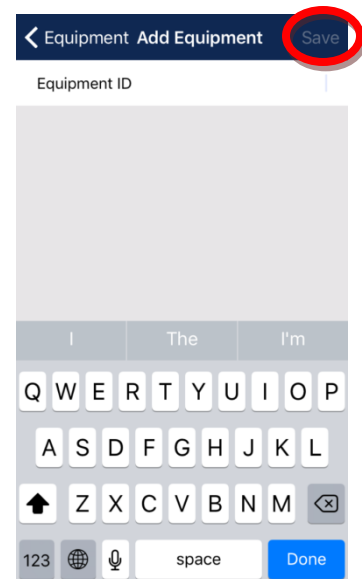 Equipment Add Equipment Save
Equipment ID
I The I'm
Q W E R T Y U I O P
A S D F G H J K L
Z X C V B N M
123 space Done